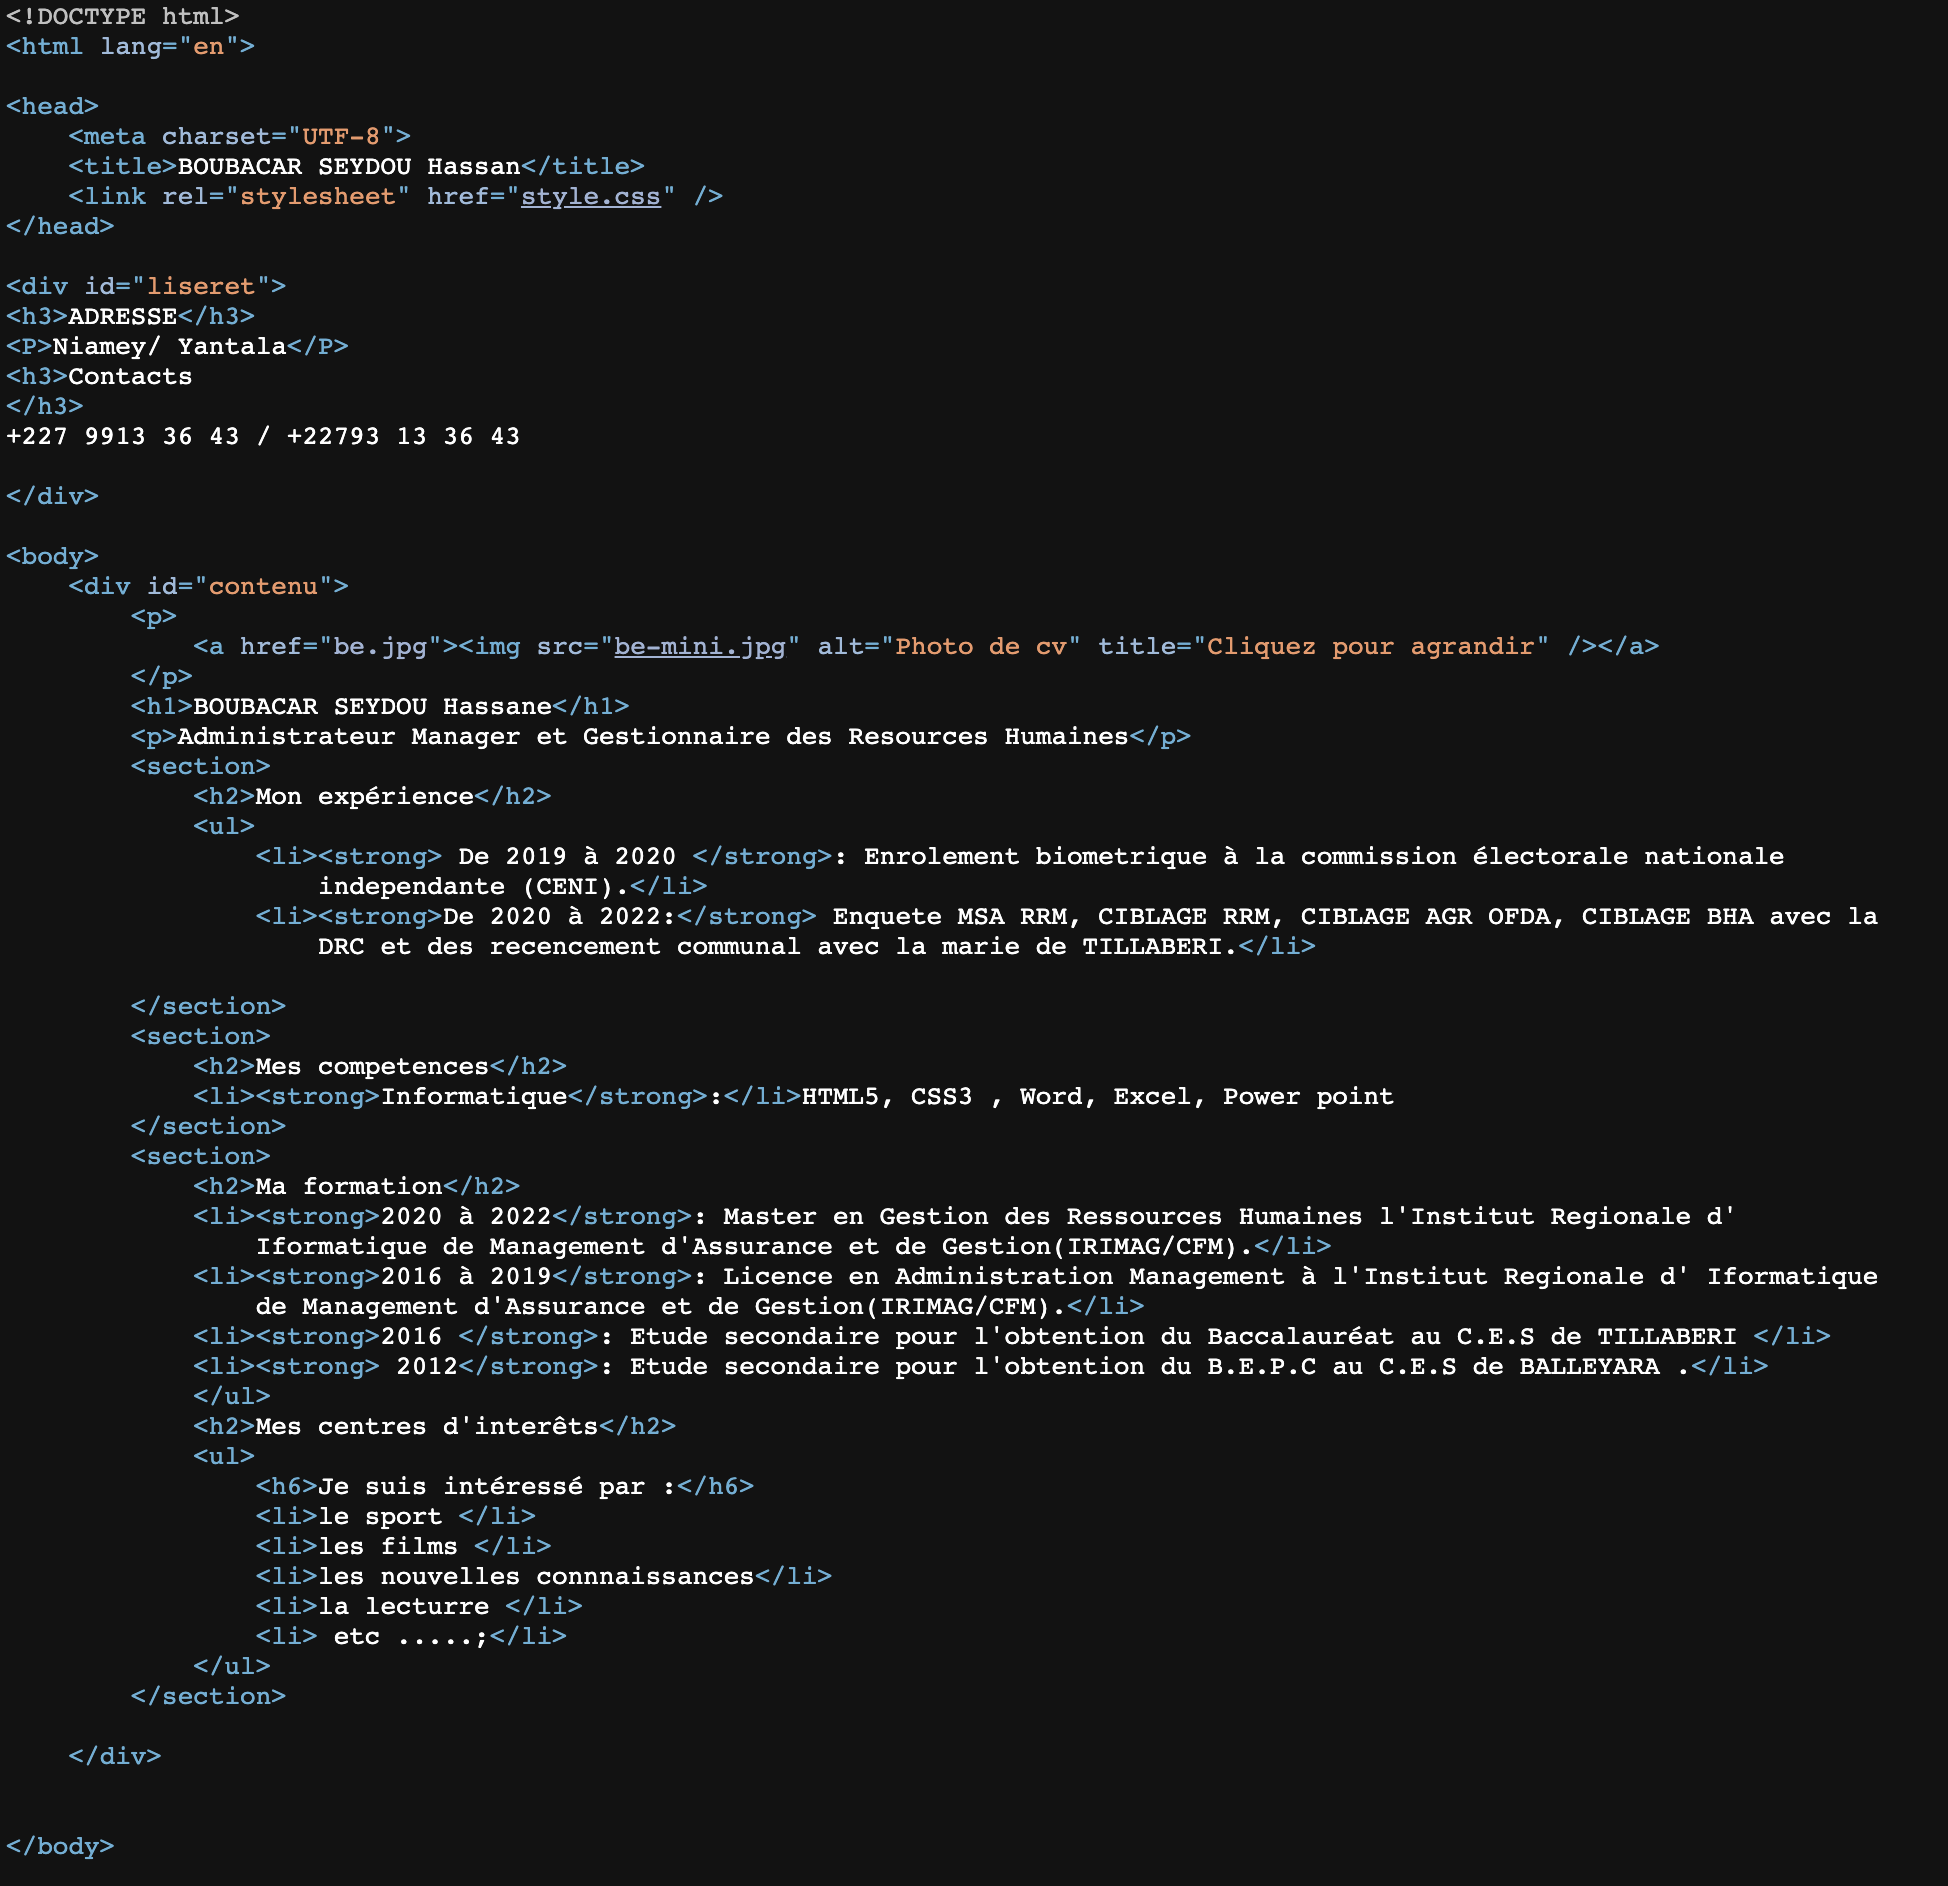 <!DOCTYPE html>
<html lang="en">
<head>
<meta charset="UTF-8">
<title>BOUBACAR SEYDOU Hassan</title>
<link rel="stylesheet" href="style.css" />
</head>
<div id="liseret">
<h3>ADRESSE</h3>
<P>Niamey/ Yantala</P>
<h3>Contacts
</h3>
+227 9913 36 43 / +22793 13 36 43
</div>
<body>
<div id="contenu">
<p>
<a href="be.jpg"><img src="be-mini.jpg" alt="Photo de cv" title="Cliquez pour agrandir" /></a>
</p>
<h1>BOUBACAR SEYDOU Hassane</h1>
<p>Administrateur Manager et Gestionnaire des Resources Humaines</p>
<section>
<h2>Mon expérience</h2>
<ul>
<li><strong> De 2019 à 2020 </strong>: Enrolement biometrique à la commission électorale nationale
independante (CENI).</li>
<li><strong>De 2020 à 2022:</strong> Enquete MSA RRM, CIBLAGE RRM, CIBLAGE AGR OFDA, CIBLAGE BHA avec la
DRC et des recencement communal avec la marie de TILLABERI.</li>
</section>
<section>
<h2>Mes competences</h2>
<li><strong>Informatique</strong>:</li>HTML5, CSS3 , Word, Excel, Power point
</section>
<section>
<h2>Ma formation</h2>
<li><strong>2020 à 2022</strong>: Master en Gestion des Ressources Humaines l'Institut Regionale d'
Iformatique de Management d'Assurance et de Gestion(IRIMAG/CFM).</li>
<li><strong>2016 à 2019</strong>: Licence en Administration Management à l'Institut Regionale d' Iformatique
de Management d'Assurance et de Gestion(IRIMAG/CFM).</li>
<li><strong>2016 </strong>: Etude secondaire pour l'obtention du Baccalauréat au C.E.S de TILLABERI </li>
<li><strong> 2012</strong>: Etude secondaire pour l'obtention du B.E.P.C au C.E.S de BALLEYARA .</li>
</ul>
<h2>Mes centres d'interêts</h2>
<ul>
<h6>Je suis intéressé par :</h6>
<li>le sport </li>
<li>les films </li>
<li>les nouvelles connnaissances</li>
<li>la lecturre </li>
<li> etc .....;</li>
</ul>
</section>
</div>
</body>